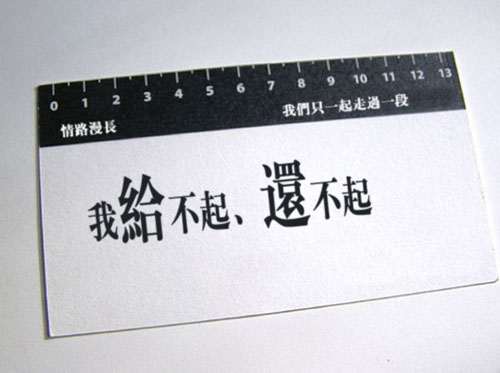 0 1 2 3 4 5 6 7 8 9 10 11 12 13
情路漫長
我們只一起走過一段
我給不起、還不起